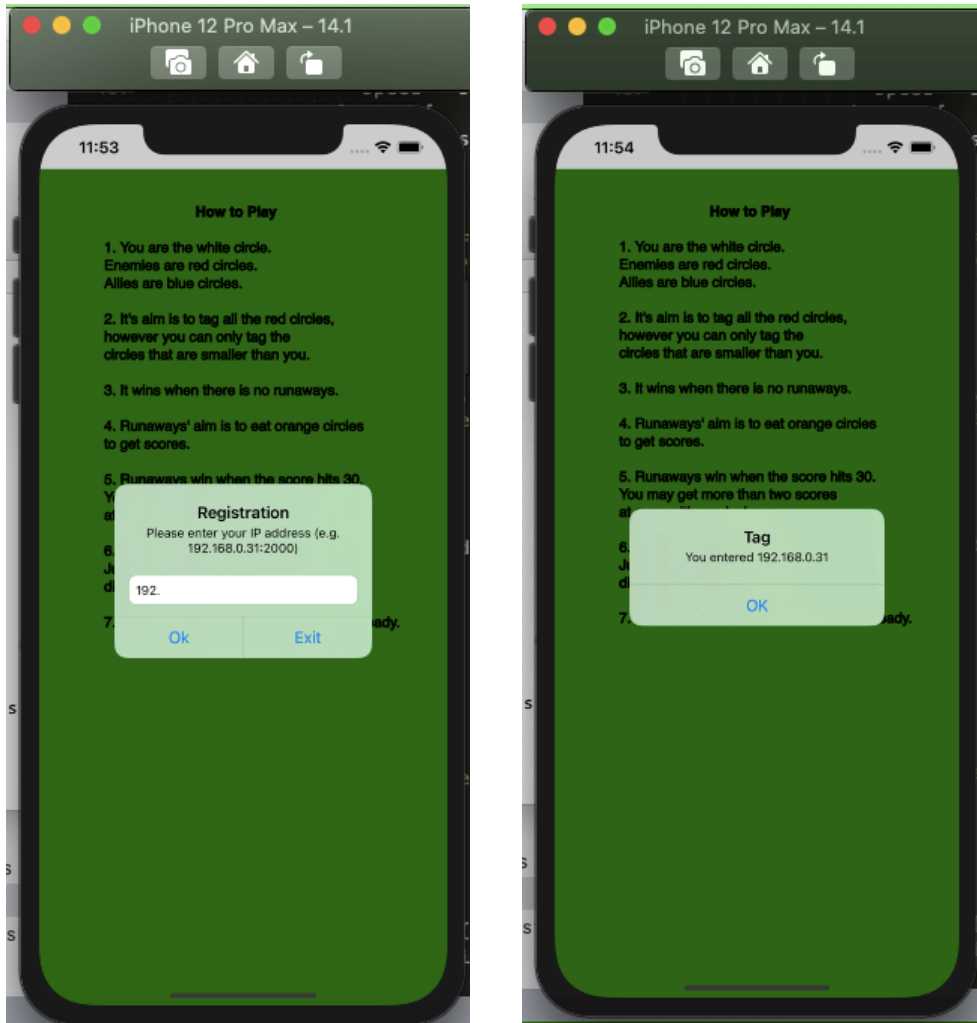 iPhone 12 Pro Max – 14.1
11:53
How to Play
1. You are the white circle.
Enemies are red circles.
Allies are blue circles.
2. It's aim is to tag all the red circles,
however you can only tag the
circles that are smaller than you.
3. It wins when there is no runaways.
4. Runaways' aim is to eat orange circles
to get scores.
5. Runaways win when the score hits 30.
Registration
Please enter your IP address (e.g.
192.168.0.31:2000)
192.
Ok Exit
6.
7.
iPhone 12 Pro Max – 14.1
11:54
How to Play
1. You are the white circle.
Enemies are red circles.
Allies are blue circles.
2. It's aim is to tag all the red circles,
however you can only tag the
circles that are smaller than you.
3. It wins when there is no runaways.
4. Runaways' aim is to eat orange circles
to get scores.
5. Runaways win when the score hits 30.
You may get more than two scores
Tag
You entered 192.168.0.31
OK
6.
7.